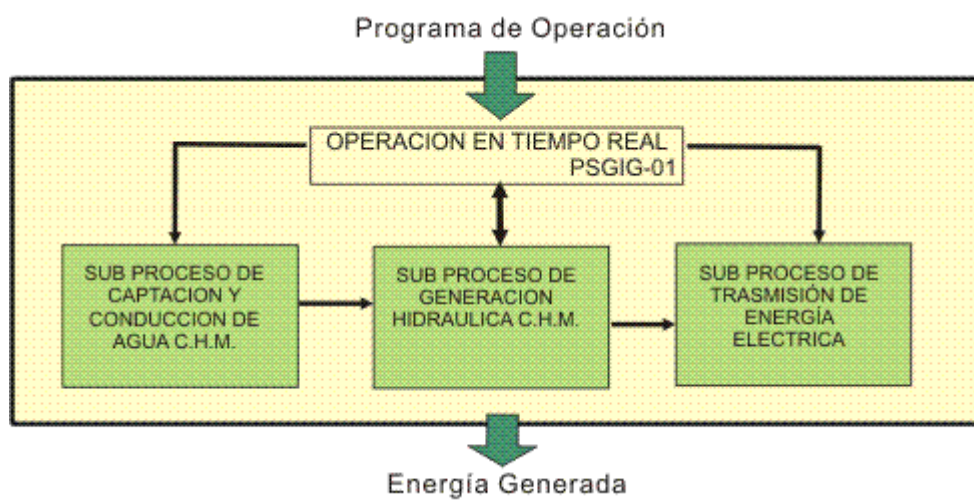 Programa de Operación
OPERACION EN TIEMPO REAL
PSGIG-01
SUB PROCESO DE
CAPTACION Y
CONDUCCION DE
AGUA C.H.M.
SUB PROCESO DE
GENERACION
HIDRAULICA C.H.M.
SUB PROCESO DE
TRASMISIÓN DE
ENERGÍA
ELECTRICA
Energía Generada